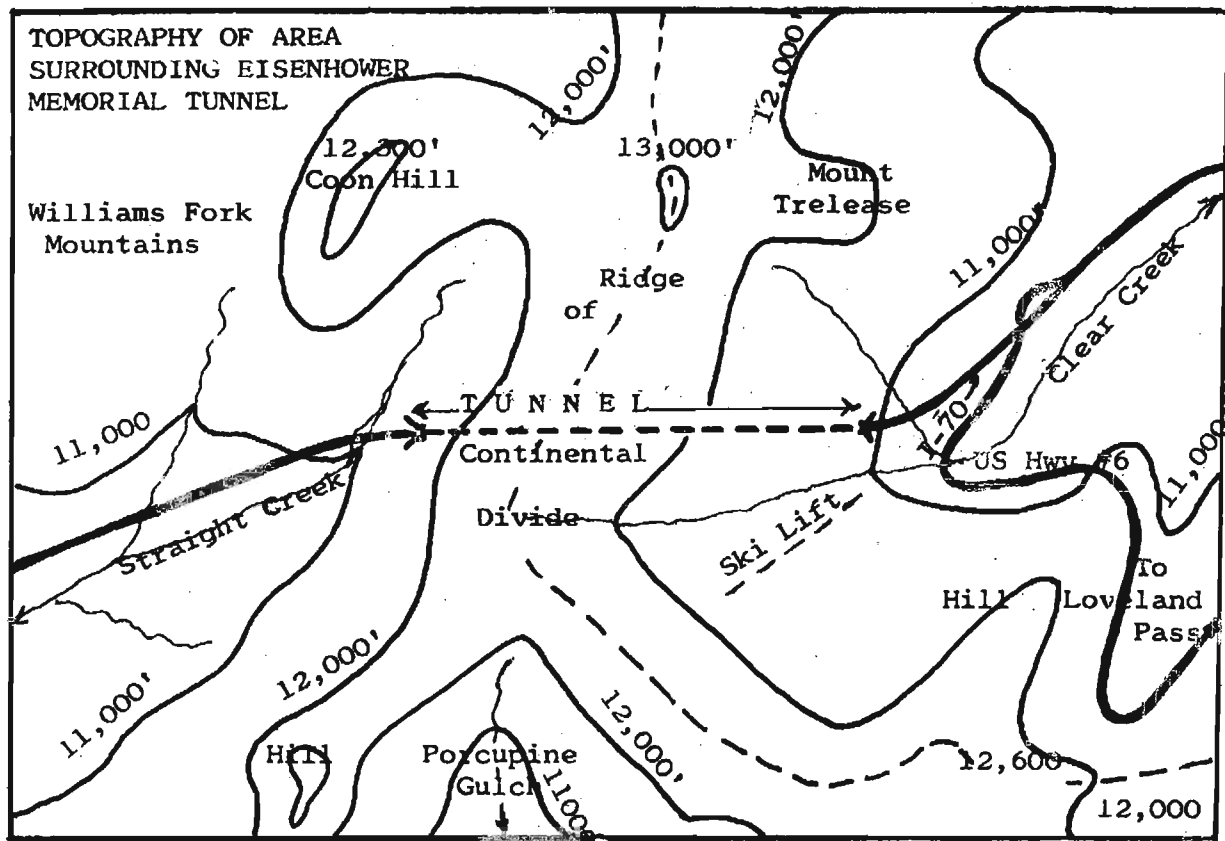 TOPOGRAPHY OF AREA
SURROUNDING EISENHOWER
MEMORIAL TUNNEL
12,000'
12,000'
12,300'
Coon Hill
13,000'
Mount
Trelease
Williams Fork
Mountains
11,000'
Ridge
of
Clear Creek
TUNNEL
I-70
11,000
Continental
US Hwy #6
11,000'
Straight Creek
Divide
Ski Lift
To
Hill
Loveland
Pass
12,000'
11,000'
12,000'
Hill
Porcupine
Gulch
1100
12,600
12,000